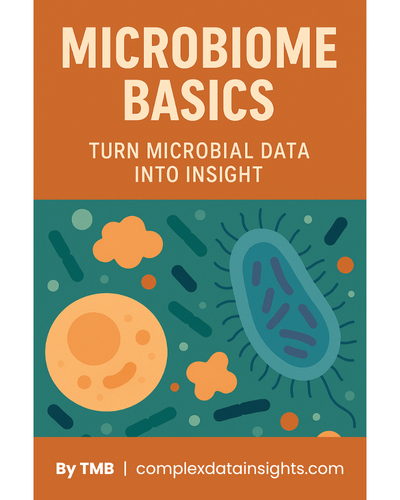 MICROBIOME
BASICS
TURN MICROBIAL DATA
INTO INSIGHT
By TMB | complexdatainsights.com